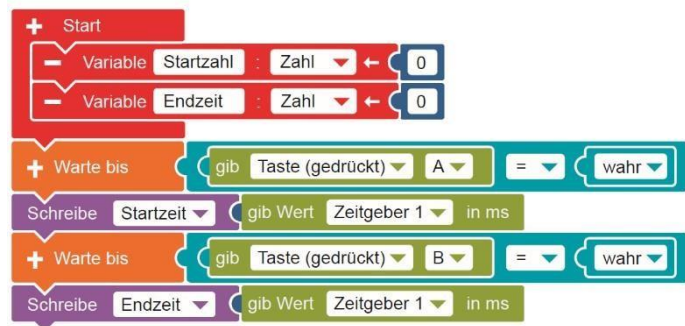 + Start
− Variable Startzahl : Zahl ← 0
− Variable Endzeit : Zahl ← 0
+ Warte bis gib Taste (gedrückt) A = wahr
Schreibe Startzeit gib Wert Zeitgeber 1 in ms
+ Warte bis gib Taste (gedrückt) B = wahr
Schreibe Endzeit gib Wert Zeitgeber 1 in ms